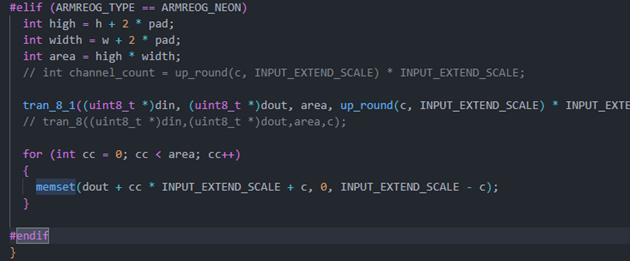 #elif (ARMREOG_TYPE == ARMREOG_NEON)
int high = h + 2 * pad;
int width = w + 2 * pad;
int area = high * width;
// int channel_count = up_round(c, INPUT_EXTEND_SCALE) * INPUT_EXTEND_SCALE;
tran_8_1((uint8_t *)din, (uint8_t *)dout, area, up_round(c, INPUT_EXTEND_SCALE) * INPUT_EXTE
// tran_8((uint8_t *)din,(uint8_t *)dout,area,c);
for (int cc = 0; cc < area; cc++)
{
memset(dout + cc * INPUT_EXTEND_SCALE + c, 0, INPUT_EXTEND_SCALE - c);
}
#endif
}